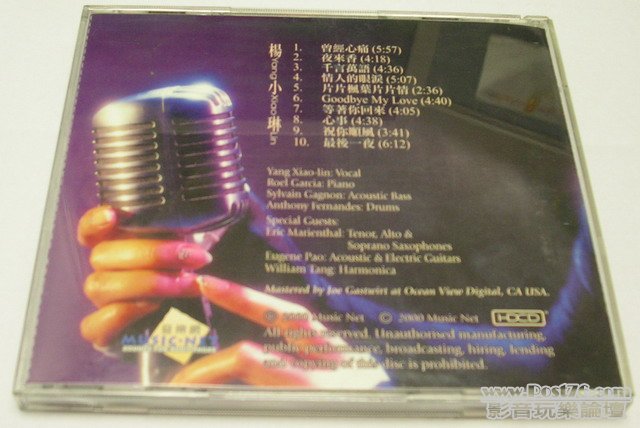 楊小琳
Yang Xiao Lin
1. 曾經心痛 (5:57)
2. 夜來香 (4:18)
3. 千言萬語 (4:36)
4. 情人的眼淚 (5:07)
5. 片片楓葉片片情 (2:36)
6. Goodbye My Love (4:40)
7. 等著你回來 (4:05)
8. 心事 (4:38)
9. 祝你順風 (3:41)
10. 最後一夜 (6:12)
Yang Xiao-lin: Vocal
Roel Garcia: Piano
Sylvain Gagnon: Acoustic Bass
Anthony Fernandes: Drums
Special Guests:
Eric Marienthal: Tenor, Alto &
Soprano Saxophones
Eugene Pao: Acoustic & Electric Guitars
William Tang: Harmonica
Mastered by Joe Gastwirt at Ocean View Digital, CA USA.
Ⓟ 2000 Music Net © 2000 Music Net HDCD
All rights reserved. Unauthorised manufacturing,
public performance, broadcasting, hiring, lending
and copying of this disc is prohibited.
MUSIC·NET
www.Post76.com
影音玩樂論壇